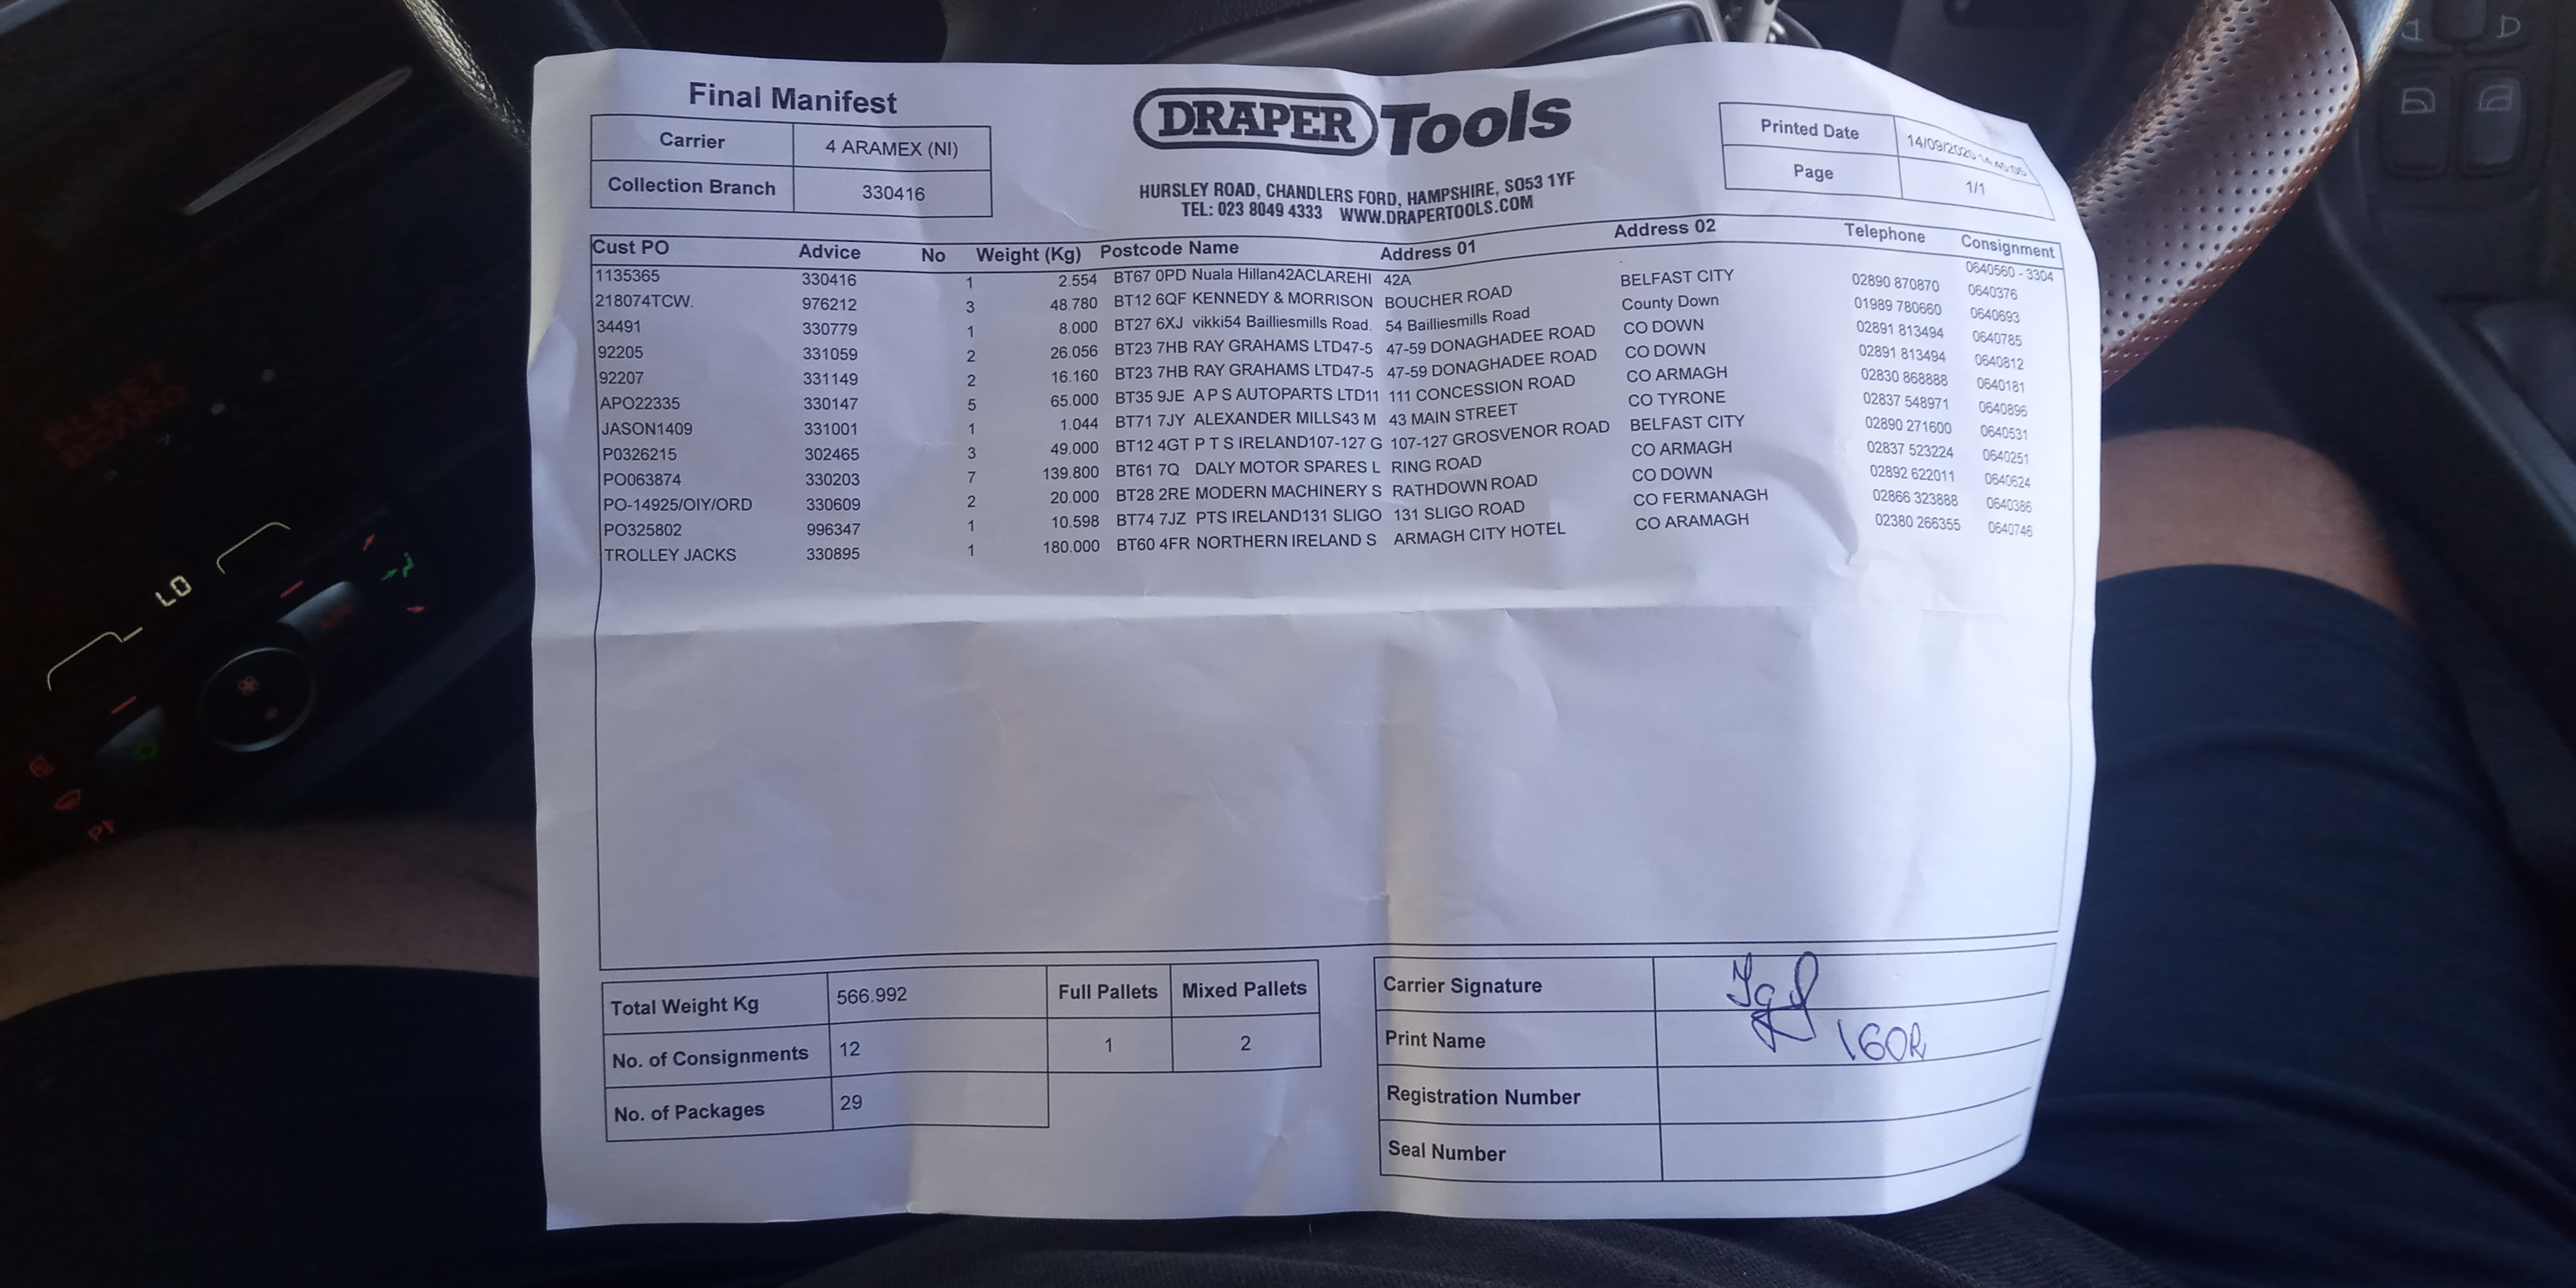 Final Manifest
Carrier 4 ARAMEX (NI)
Collection Branch 330416
DRAPER Tools
HURSLEY ROAD, CHANDLERS FORD, HAMPSHIRE, SO53 1YF
TEL: 023 8049 4333 WWW.DRAPERTOOLS.COM
Printed Date 14/09/2020
Page 1/1
Cust PO Advice No Weight (Kg) Postcode Name Address 01 Address 02 Telephone Consignment
1135365 330416 1 2.554 BT67 0PD Nuala Hillan42ACLAREHI 42A 0640560 - 3304
218074TCW. 976212 3 48.780 BT12 6QF KENNEDY & MORRISON BOUCHER ROAD BELFAST CITY 02890 870870 0640376
34491 330779 1 8.000 BT27 6XJ vikki54 Bailliesmills Road. 54 Bailliesmills Road County Down 01989 780660 0640693
92205 331059 2 26.056 BT23 7HB RAY GRAHAMS LTD47-5 47-59 DONAGHADEE ROAD CO DOWN 02891 813494 0640785
92207 331149 2 16.160 BT23 7HB RAY GRAHAMS LTD47-5 47-59 DONAGHADEE ROAD CO DOWN 02891 813494 0640812
APO22335 330147 5 65.000 BT35 9JE A P S AUTOPARTS LTD11 111 CONCESSION ROAD CO ARMAGH 02830 868888 0640181
JASON1409 331001 1 1.044 BT71 7JY ALEXANDER MILLS43 M 43 MAIN STREET CO TYRONE 02837 548971 0640896
P0326215 302465 3 49.000 BT12 4GT P T S IRELAND107-127 G 107-127 GROSVENOR ROAD BELFAST CITY 02890 271600 0640531
PO063874 330203 7 139.800 BT61 7Q DALY MOTOR SPARES L RING ROAD CO ARMAGH 02837 523224 0640251
PO-14925/OIY/ORD 330609 2 20.000 BT28 2RE MODERN MACHINERY S RATHDOWN ROAD CO DOWN 02892 622011 0640624
PO325802 996347 1 10.598 BT74 7JZ PTS IRELAND131 SLIGO 131 SLIGO ROAD CO FERMANAGH 02866 323888 0640386
TROLLEY JACKS 330895 1 180.000 BT60 4FR NORTHERN IRELAND S ARMAGH CITY HOTEL CO ARAMAGH 02380 266355 0640746
Total Weight Kg 566.992
Full Pallets Mixed Pallets
No. of Consignments 12 1 2
No. of Packages 29
Carrier Signature
Print Name IGOR
Registration Number
Seal Number
LO